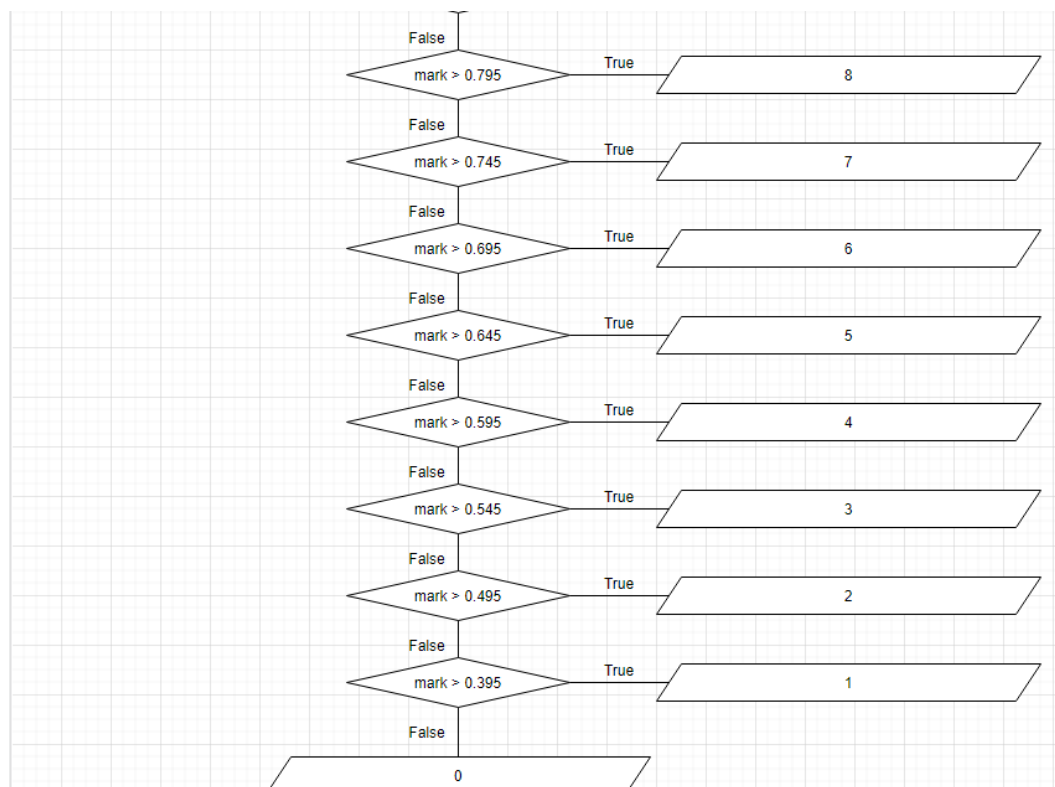 False
mark > 0.795
True
8
False
mark > 0.745
True
7
False
mark > 0.695
True
6
False
mark > 0.645
True
5
False
mark > 0.595
True
4
False
mark > 0.545
True
3
False
mark > 0.495
True
2
False
mark > 0.395
True
1
False
0